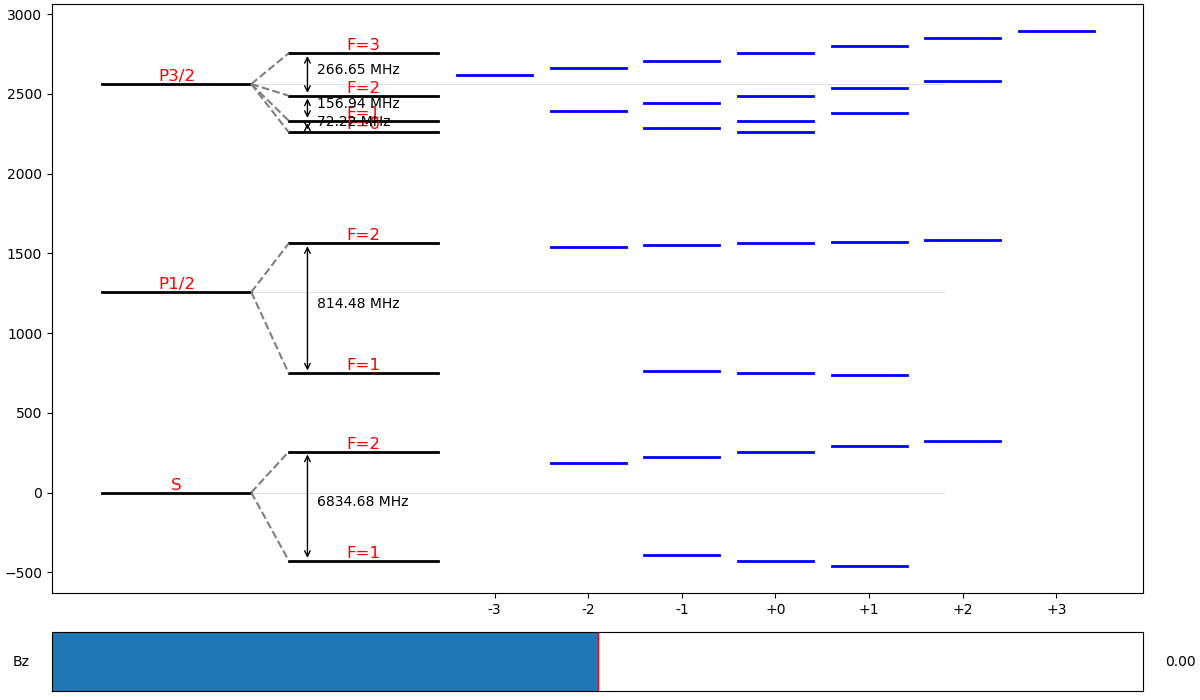 3000
F=3
P3/2
266.65 MHz
2500
F=2
156.94 MHz
F=1
72.22 MHz
F=0
2000
F=2
1500
P1/2
814.48 MHz
1000
F=1
500
F=2
S
0
6834.68 MHz
F=1
−500
-3 -2 -1 +0 +1 +2 +3
Bz 0.00